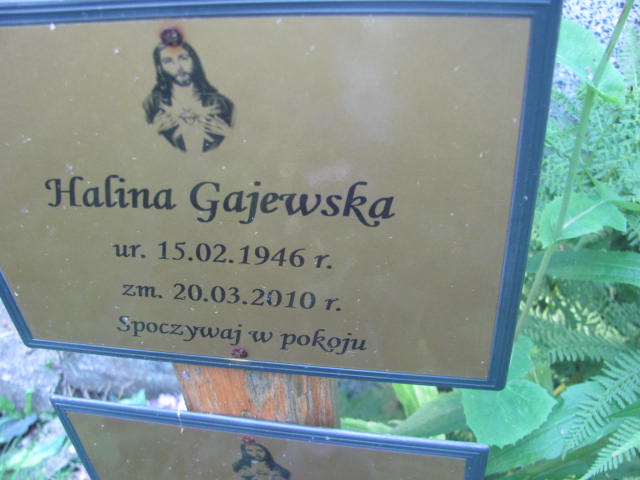 Halina Gajewska
ur. 15.02.1946 r.
zm. 20.03.2010 r.
Spoczywaj w pokoju